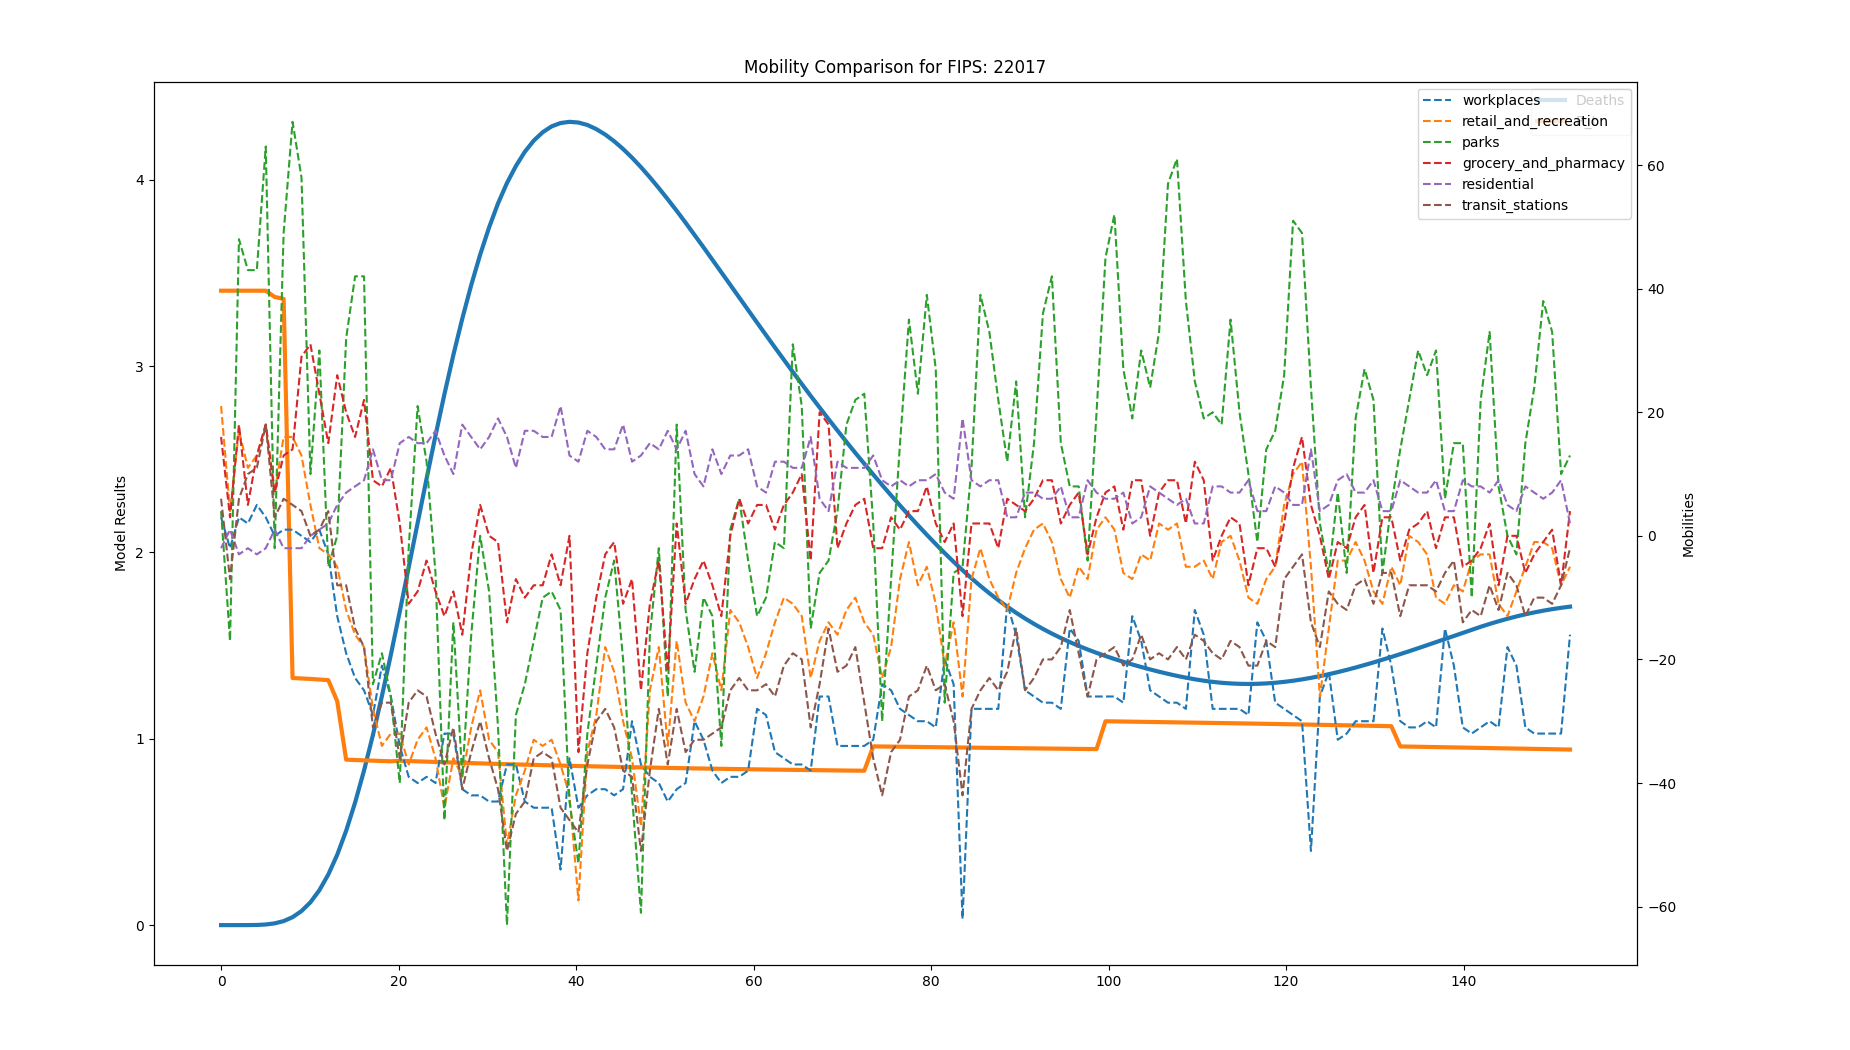 Mobility Comparison for FIPS: 22017
workplaces
retail_and_recreation
parks
grocery_and_pharmacy
residential
transit_stations
Deaths
Model Results
4
3
2
1
0
Mobilities
60
40
20
0
−20
−40
−60
0 20 40 60 80 100 120 140